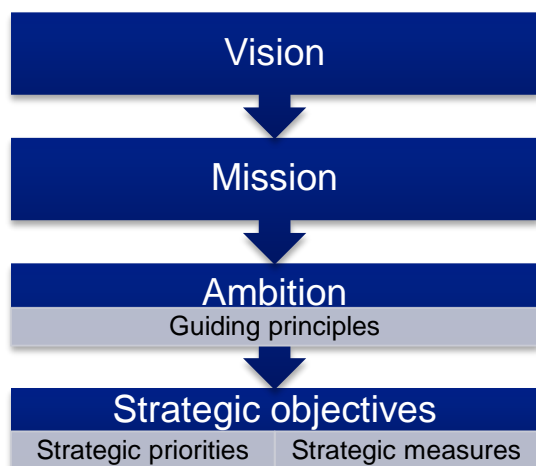 Vision
Mission
Ambition
Guiding principles
Strategic objectives
Strategic priorities Strategic measures